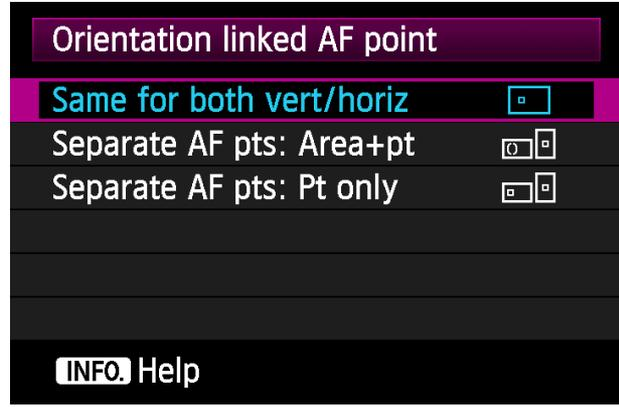 Orientation linked AF point
Same for both vert/horiz
Separate AF pts: Area+pt
Separate AF pts: Pt only
INFO. Help